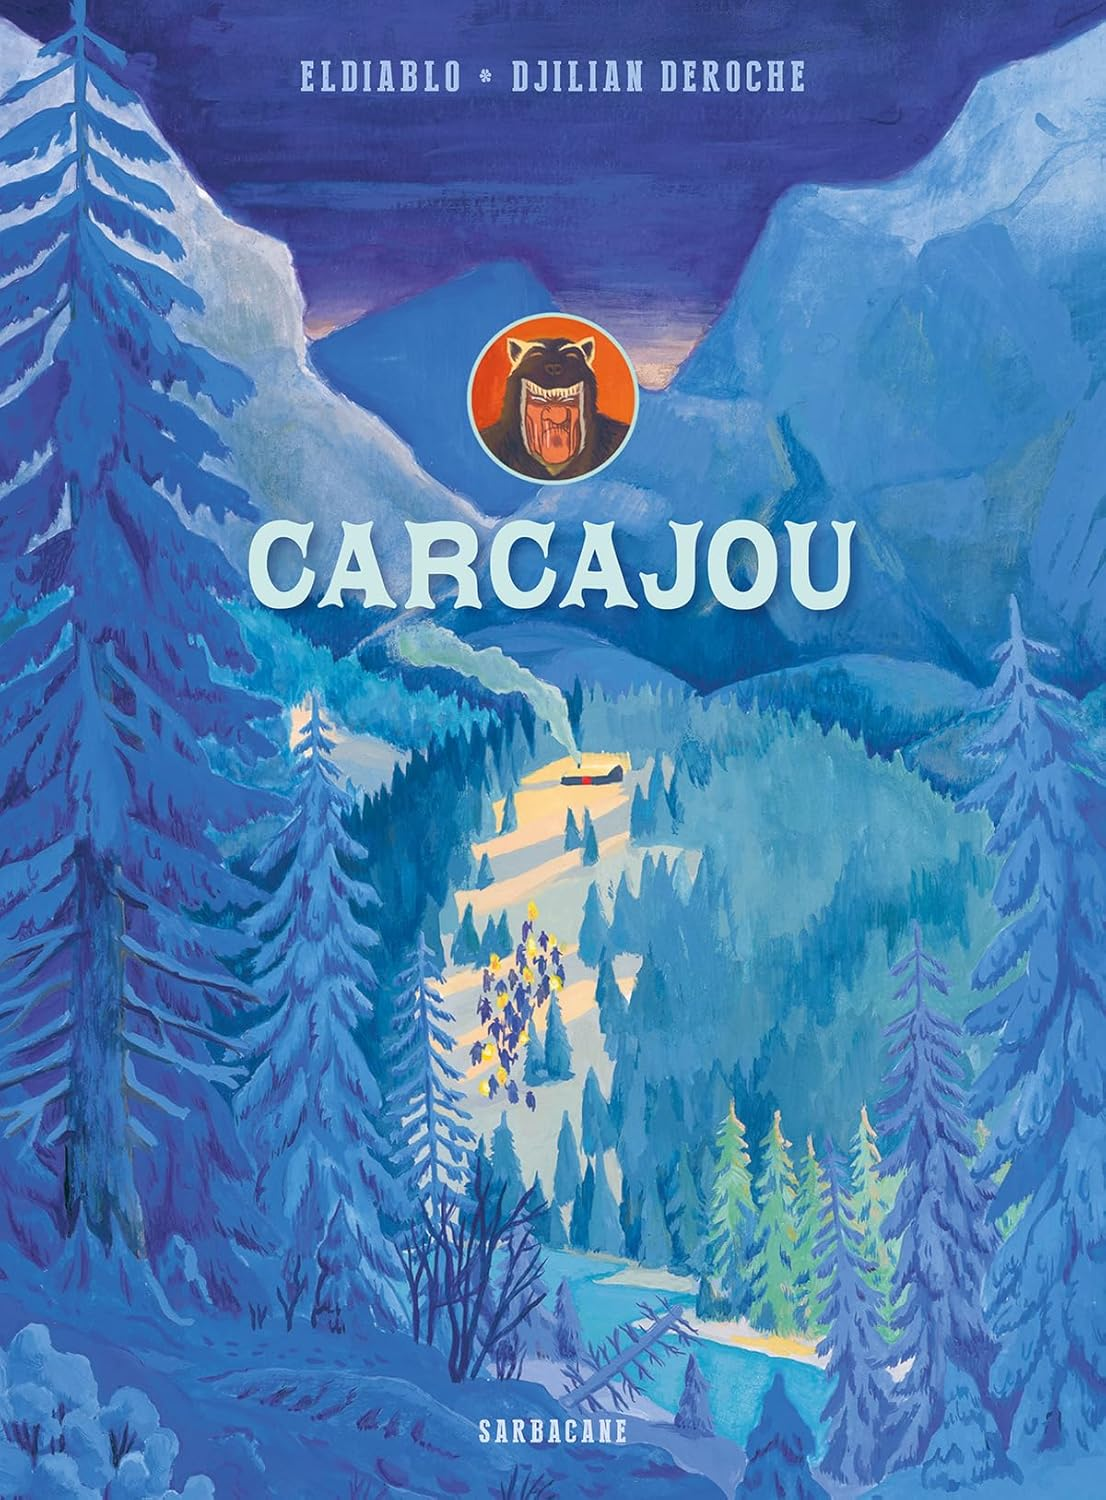 ELDIABLO * DJILIAN DEROCHE
CARCAJOU
SARBACANE